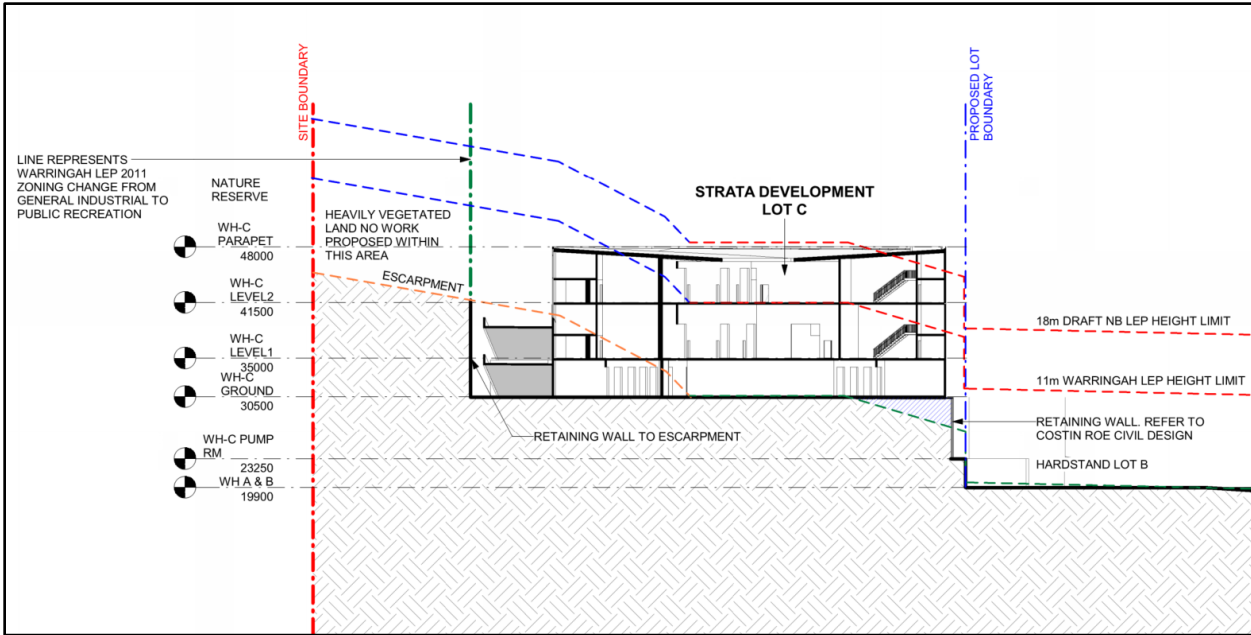 SITE BOUNDARY
PROPOSED LOT
BOUNDARY
LINE REPRESENTS
WARRINGAH LEP 2011
ZONING CHANGE FROM
GENERAL INDUSTRIAL TO
PUBLIC RECREATION
NATURE
RESERVE
HEAVILY VEGETATED
LAND NO WORK
PROPOSED WITHIN
THIS AREA
STRATA DEVELOPMENT
LOT C
WH-C
PARAPET
48000
ESCARPMENT
WH-C
LEVEL2
41500
18m DRAFT NB LEP HEIGHT LIMIT
WH-C
LEVEL1
35000
WH-C
GROUND
30500
11m WARRINGAH LEP HEIGHT LIMIT
RETAINING WALL TO ESCARPMENT
RETAINING WALL. REFER TO
COSTIN ROE CIVIL DESIGN
WH-C PUMP
RM
23250
HARDSTAND LOT B
WH A & B
19900